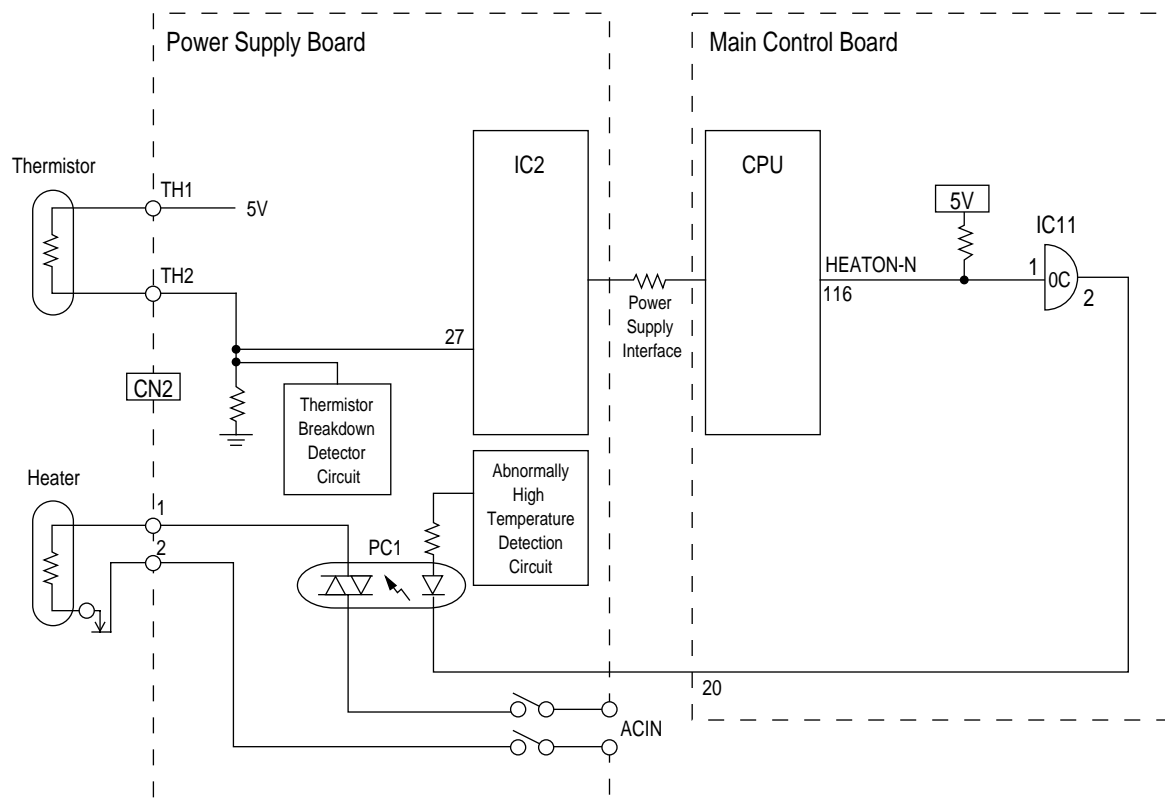 Power Supply Board
Main Control Board
Thermistor
TH1
5V
TH2
IC2
CPU
5V
IC11
HEATON-N
116
1
0C
2
Power
Supply
Interface
27
CN2
Thermistor
Breakdown
Detector
Circuit
Abnormally
High
Temperature
Detection
Circuit
Heater
1
2
PC1
20
ACIN